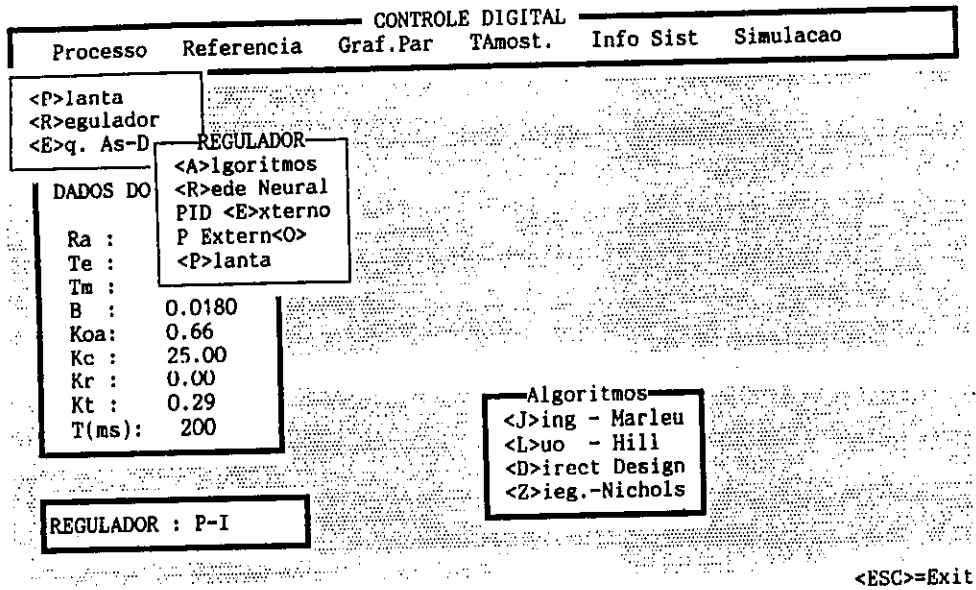 CONTROLE DIGITAL
Processo Referencia Graf.Par TAmost. Info Sist Simulacao
<P>lanta
<R>egulador
<E>q. As-D
REGULADOR
<A>lgoritmos
<R>ede Neural
PID <E>xterno
P Extern<O>
<P>lanta
DADOS DO
Ra :
Te :
Tm :
B : 0.0180
Koa: 0.66
Kc : 25.00
Kr : 0.00
Kt : 0.29
T(ms): 200
Algoritmos
<J>ing - Marleu
<L>uo - Hill
<D>irect Design
<Z>ieg.-Nichols
REGULADOR : P-I
<ESC>=Exit